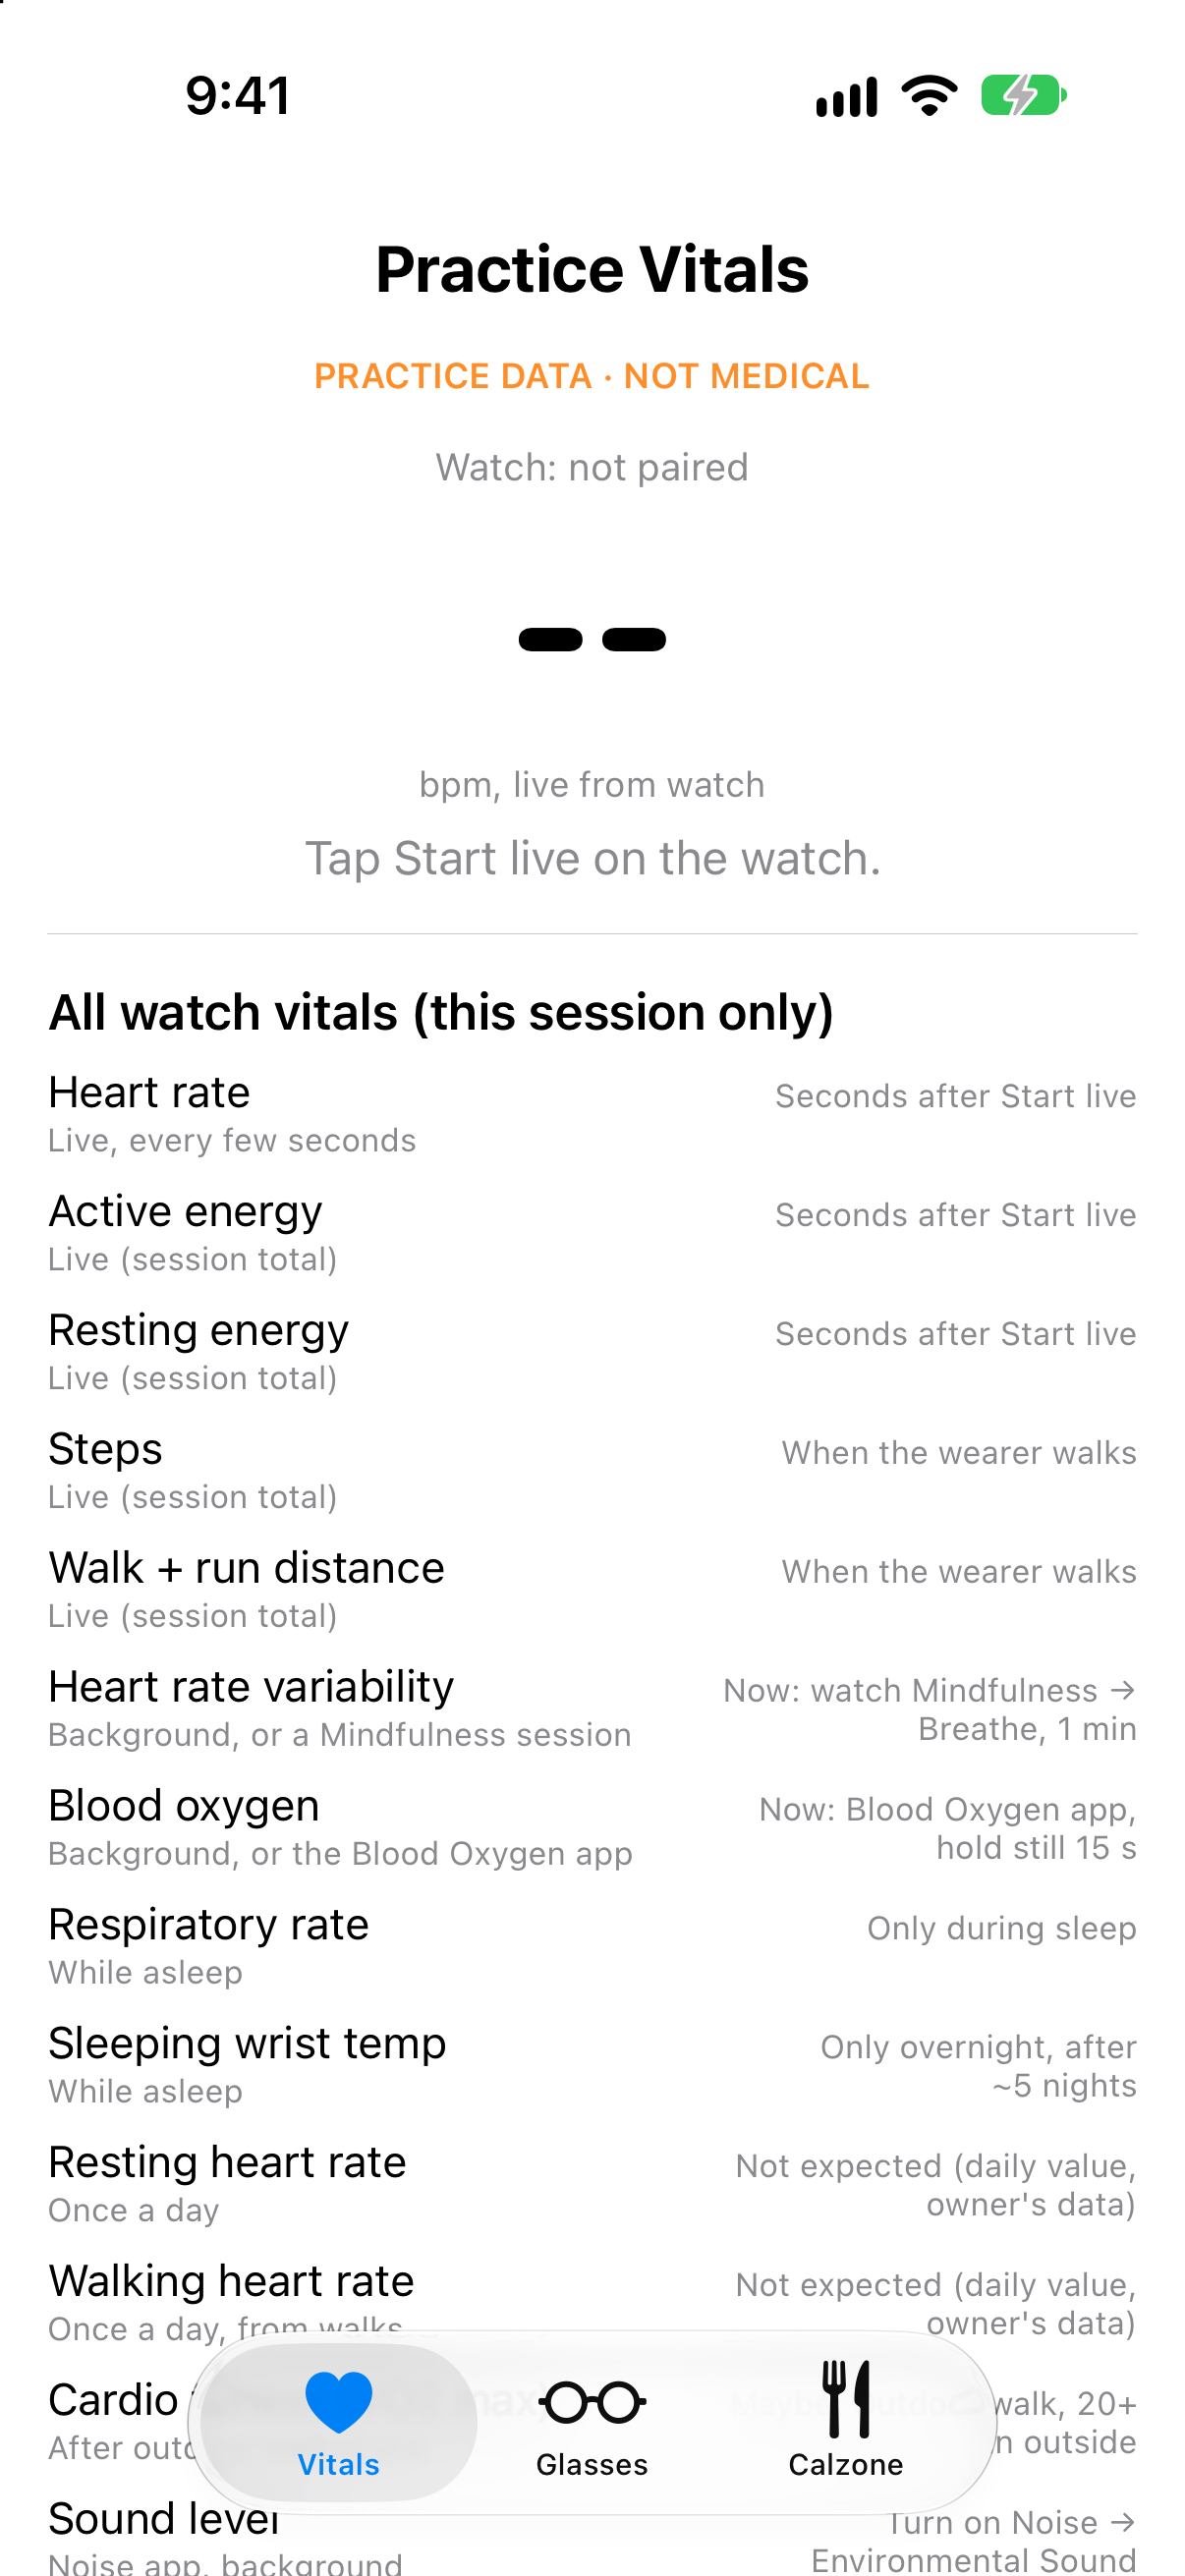 9:41
Practice Vitals
PRACTICE DATA · NOT MEDICAL
Watch: not paired
--
bpm, live from watch
Tap Start live on the watch.
All watch vitals (this session only)
Heart rate
Seconds after Start live
Live, every few seconds
Active energy
Seconds after Start live
Live (session total)
Resting energy
Seconds after Start live
Live (session total)
Steps
When the wearer walks
Live (session total)
Walk + run distance
When the wearer walks
Live (session total)
Heart rate variability
Now: watch Mindfulness →
Breathe, 1 min
Background, or a Mindfulness session
Blood oxygen
Now: Blood Oxygen app,
hold still 15 s
Background, or the Blood Oxygen app
Respiratory rate
Only during sleep
While asleep
Sleeping wrist temp
Only overnight, after
~5 nights
While asleep
Resting heart rate
Not expected (daily value,
owner's data)
Once a day
Walking heart rate
Not expected (daily value,
owner's data)
Once a day, from walks
Cardio
walk, 20+
outside
After
Sound level
Turn on Noise →
Environmental Sound
Noise app, background
Vitals
Glasses
Calzone